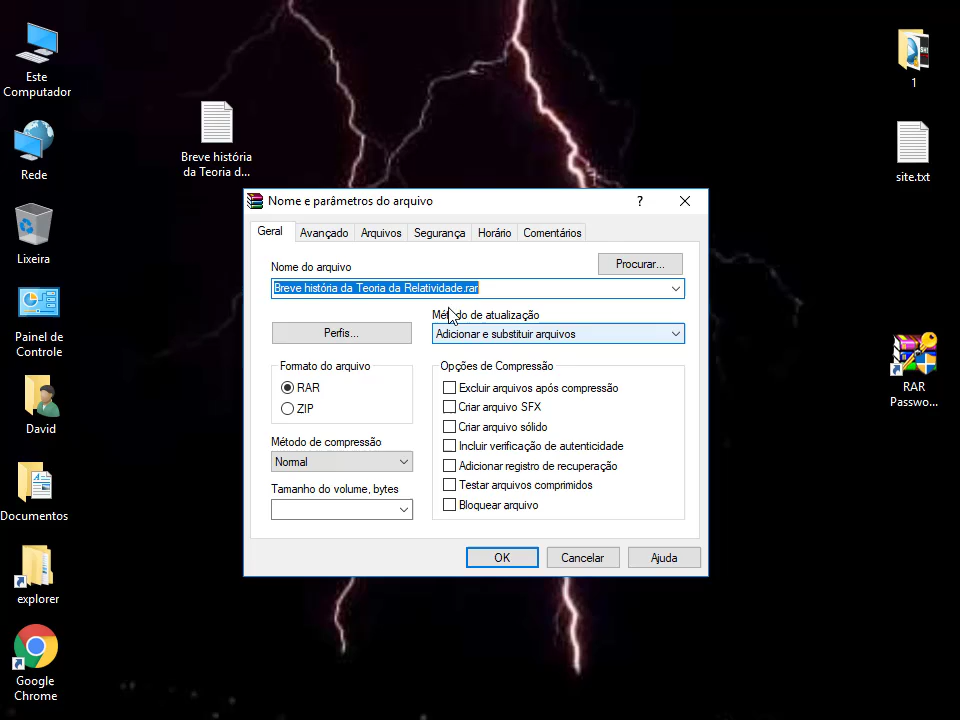 Este
Computador
Rede
Lixeira
Painel de
Controle
David
Documentos
explorer
Google
Chrome
Breve história
da Teoria d...
1
site.txt
RAR
Passwo...
Nome e parâmetros do arquivo
?
Geral
Avançado
Arquivos
Segurança
Horário
Comentários
Nome do arquivo
Procurar...
Breve história da Teoria da Relatividade.rar
Método de atualização
Perfis...
Adicionar e substituir arquivos
Formato do arquivo
RAR
ZIP
Método de compressão
Normal
Tamanho do volume, bytes
Opções de Compressão
Excluir arquivos após compressão
Criar arquivo SFX
Criar arquivo sólido
Incluir verificação de autenticidade
Adicionar registro de recuperação
Testar arquivos comprimidos
Bloquear arquivo
OK
Cancelar
Ajuda